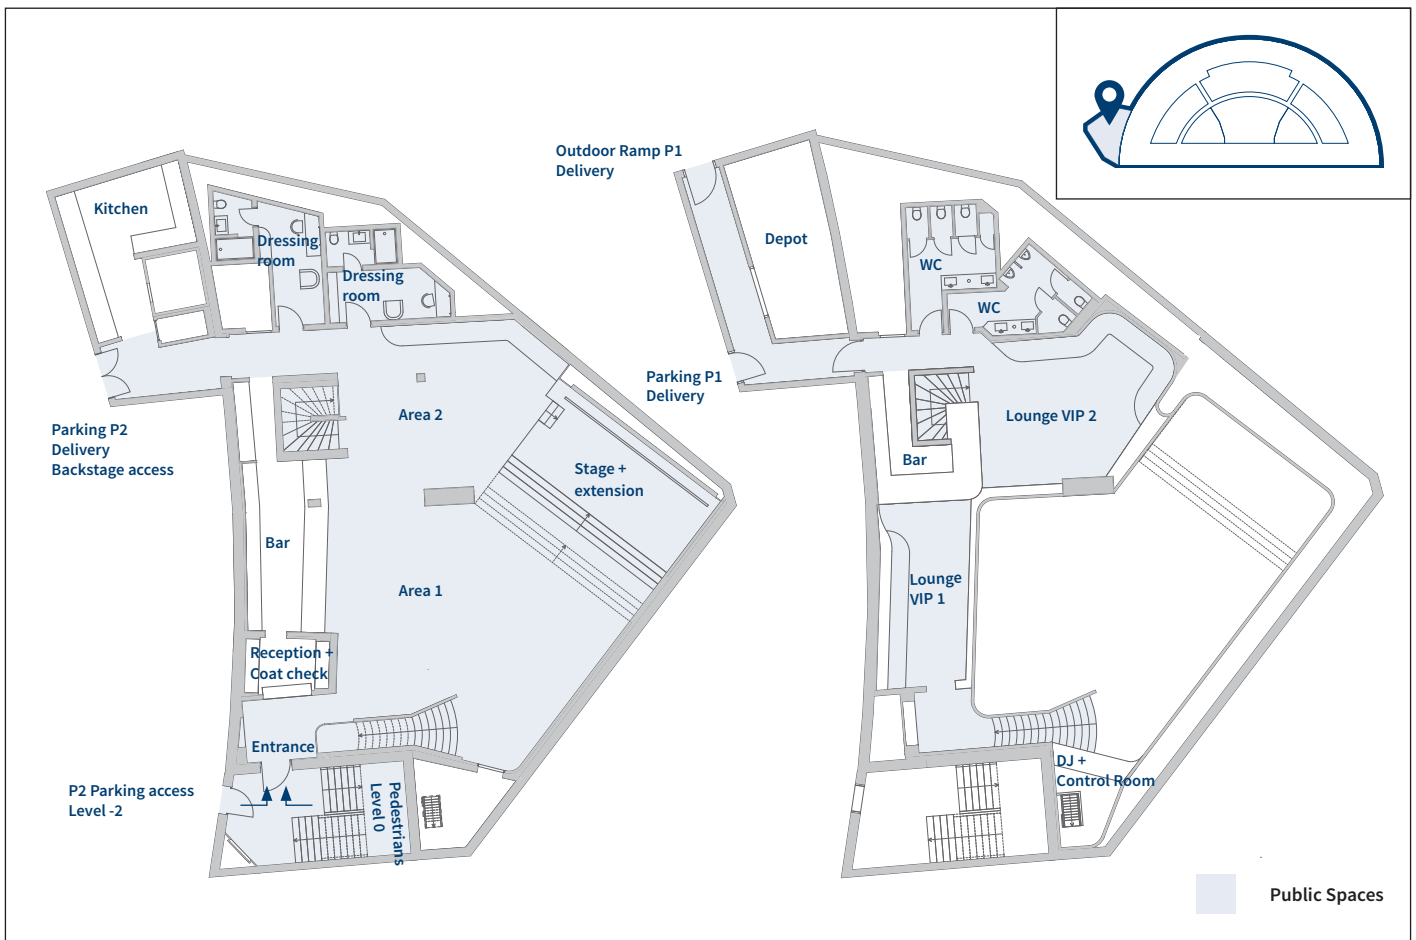 Outdoor Ramp P1
Delivery
Kitchen
Dressing
room
Dressing
room
Depot
WC
WC
Parking P1
Delivery
Area 2
Lounge VIP 2
Parking P2
Delivery
Backstage access
Stage +
extension
Bar
Bar
Area 1
Lounge
VIP 1
Reception +
Coat check
Entrance
P2 Parking access
Level -2
Pedestrians
Level 0
DJ +
Control Room
Public Spaces